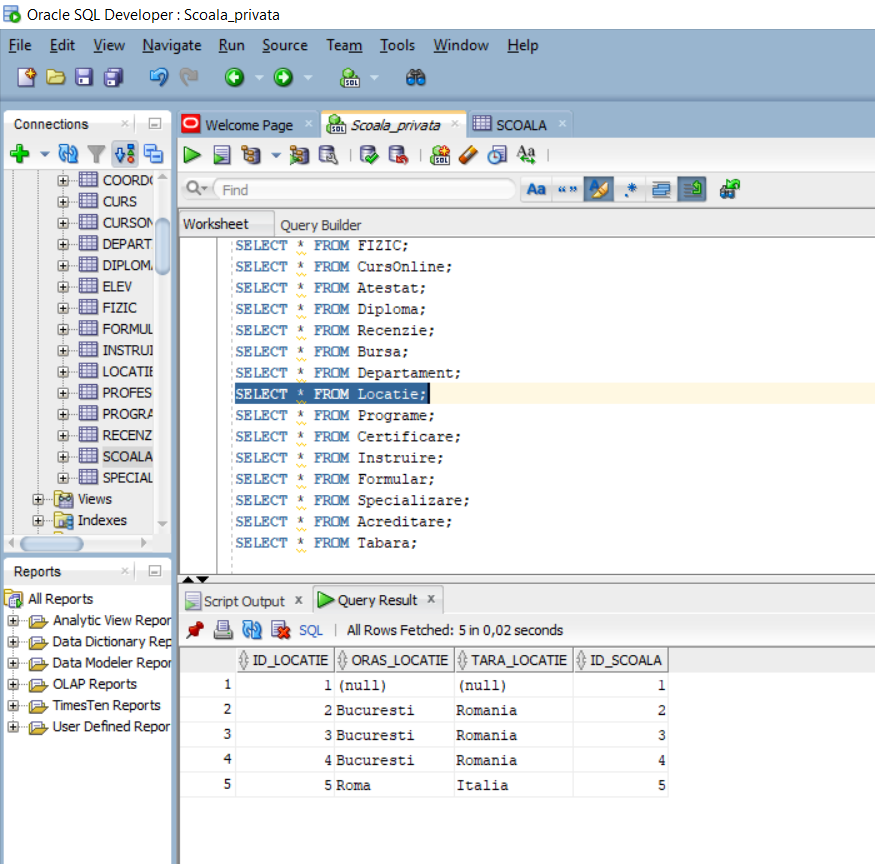 Oracle SQL Developer : Scoala_privata
File Edit View Navigate Run Source Team Tools Window Help
Connections
COORDO
CURS
CURSON
DEPART
DIPLOMA
ELEV
FIZIC
FORMUL
INSTRUI
LOCATIE
PROFES
PROGRA
RECENZ
SCOALA
SPECIAL
Views
Indexes
Reports
All Reports
Analytic View Repor
Data Dictionary Rep
Data Modeler Repor
OLAP Reports
TimesTen Reports
User Defined Repor
Welcome Page Scoala_privata SCOALA
Find Aa “” .*
Worksheet Query Builder
SELECT * FROM FIZIC;
SELECT * FROM CursOnline;
SELECT * FROM Atestat;
SELECT * FROM Diploma;
SELECT * FROM Recenzie;
SELECT * FROM Bursa;
SELECT * FROM Departament;
SELECT * FROM Locatie;
SELECT * FROM Programe;
SELECT * FROM Certificare;
SELECT * FROM Instruire;
SELECT * FROM Formular;
SELECT * FROM Specializare;
SELECT * FROM Acreditare;
SELECT * FROM Tabara;
Script Output x Query Result x
SQL | All Rows Fetched: 5 in 0,02 seconds
ID_LOCATIE ORAS_LOCATIE TARA_LOCATIE ID_SCOALA
1 1 (null) (null) 1
2 2 Bucuresti Romania 2
3 3 Bucuresti Romania 3
4 4 Bucuresti Romania 4
5 5 Roma Italia 5